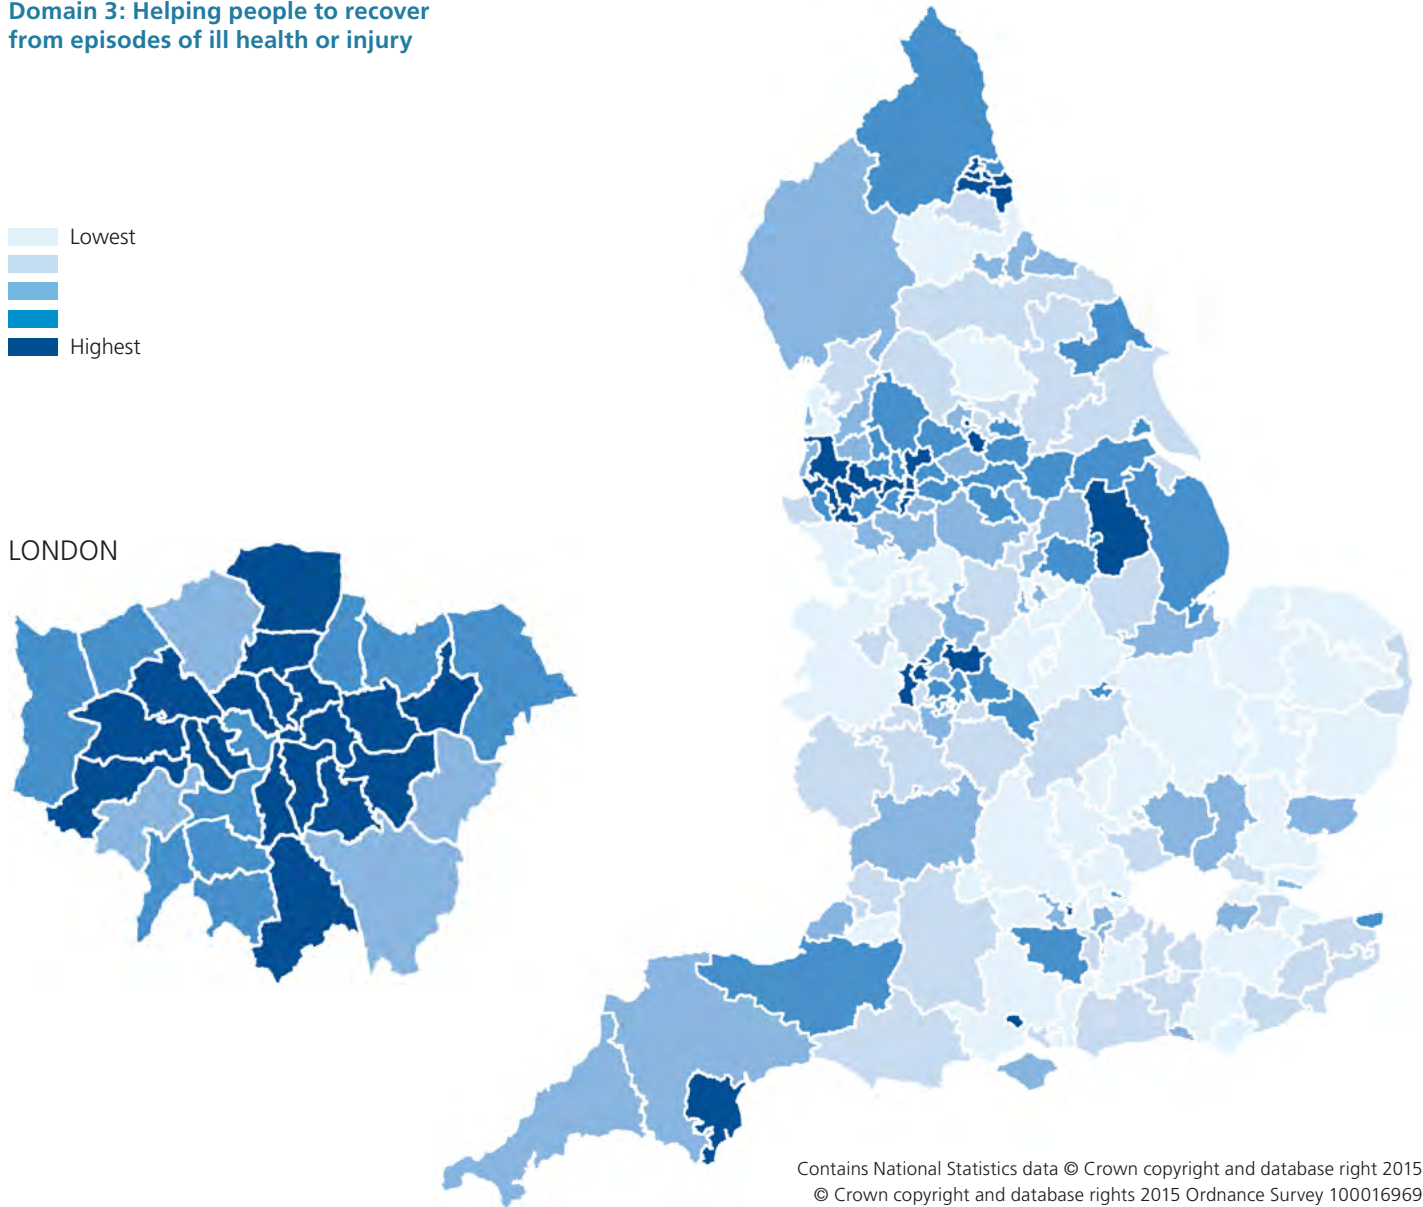 Domain 3: Helping people to recover
from episodes of ill health or injury
Lowest
Highest
LONDON
Contains National Statistics data © Crown copyright and database right 2015
© Crown copyright and database rights 2015 Ordnance Survey 100016969